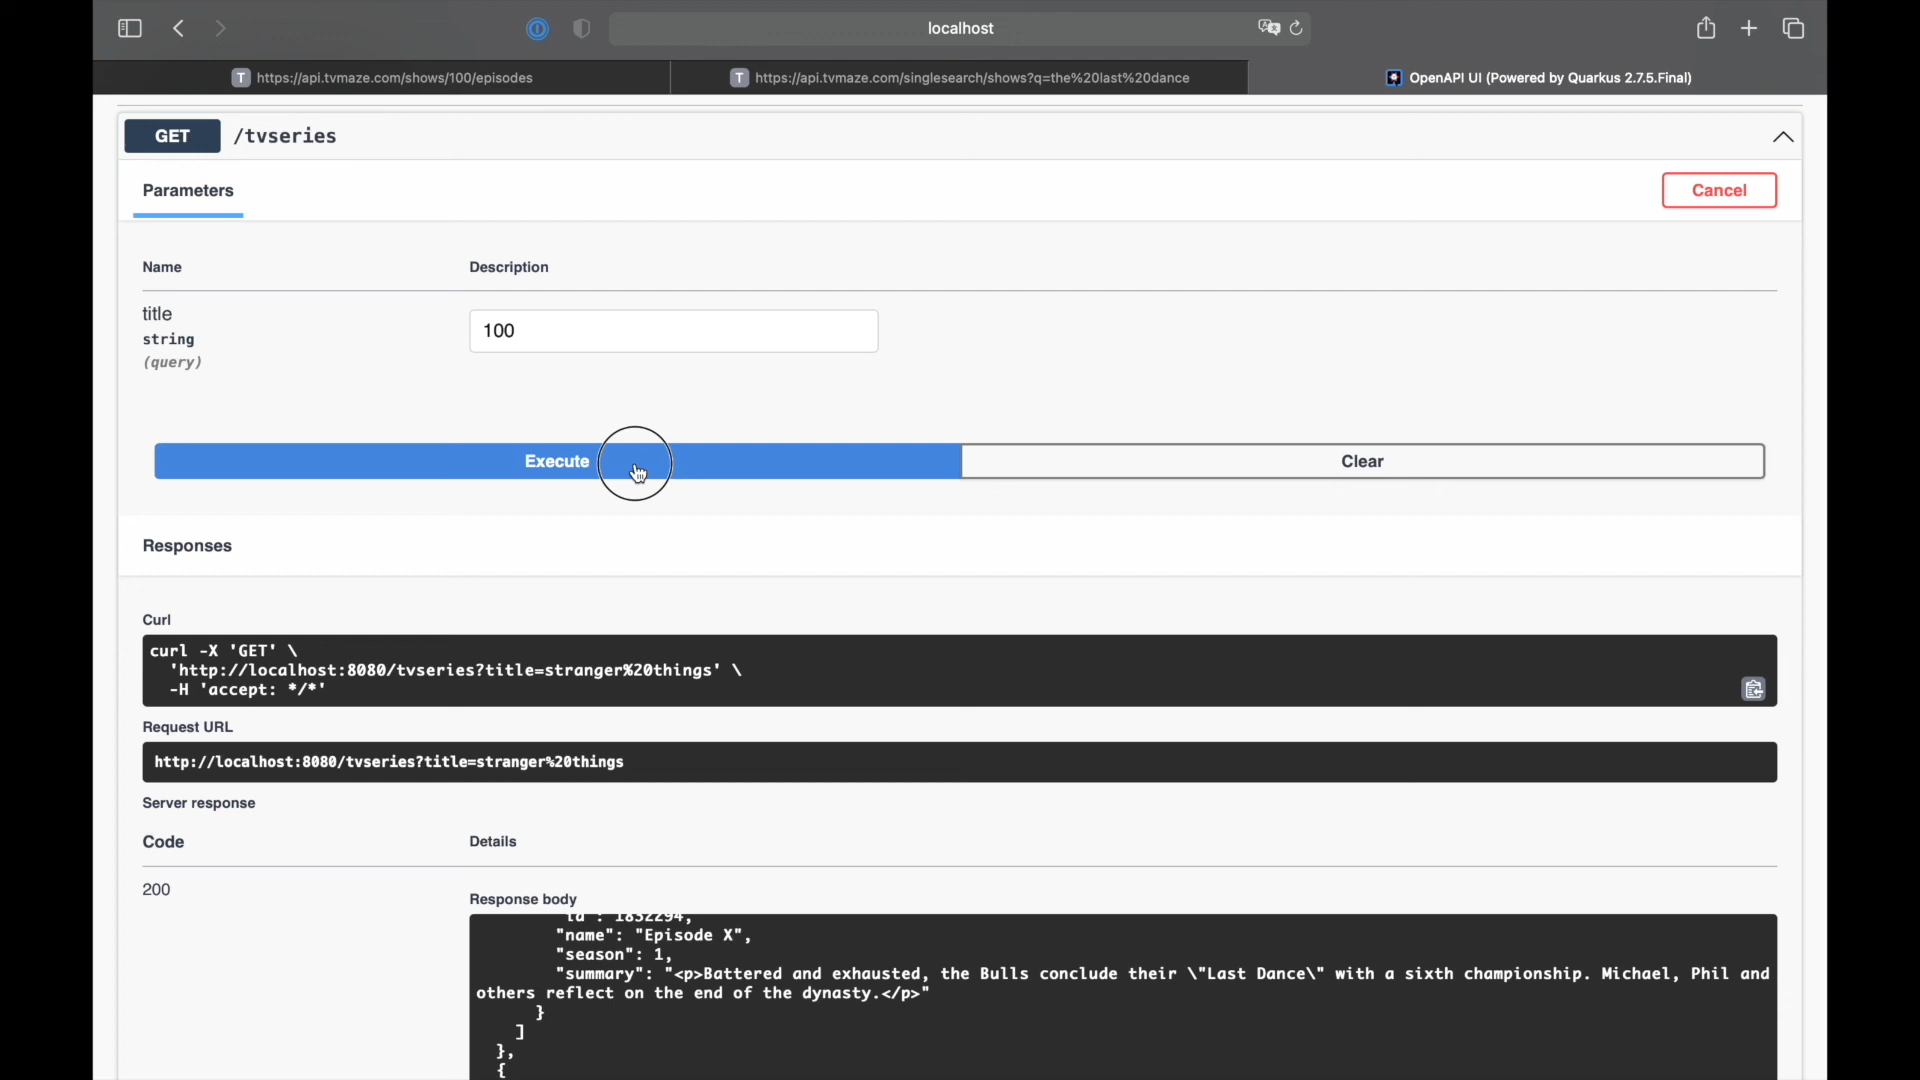 localhost
T https://api.tvmaze.com/shows/100/episodes
T https://api.tvmaze.com/singlesearch/shows?q=the%20last%20dance
OpenAPI UI (Powered by Quarkus 2.7.5.Final)
GET /tvseries
Parameters
Cancel
Name Description
title
string
(query)
100
Execute
Clear
Responses
Curl
curl -X 'GET' \
'http://localhost:8080/tvseries?title=stranger%20things' \
-H 'accept: */*'
Request URL
http://localhost:8080/tvseries?title=stranger%20things
Server response
Code Details
200
Response body
"id": 1832294,
"name": "Episode X",
"season": 1,
"summary": "<p>Battered and exhausted, the Bulls conclude their \"Last Dance\" with a sixth championship. Michael, Phil and
others reflect on the end of the dynasty.</p>"
}
]
},
{